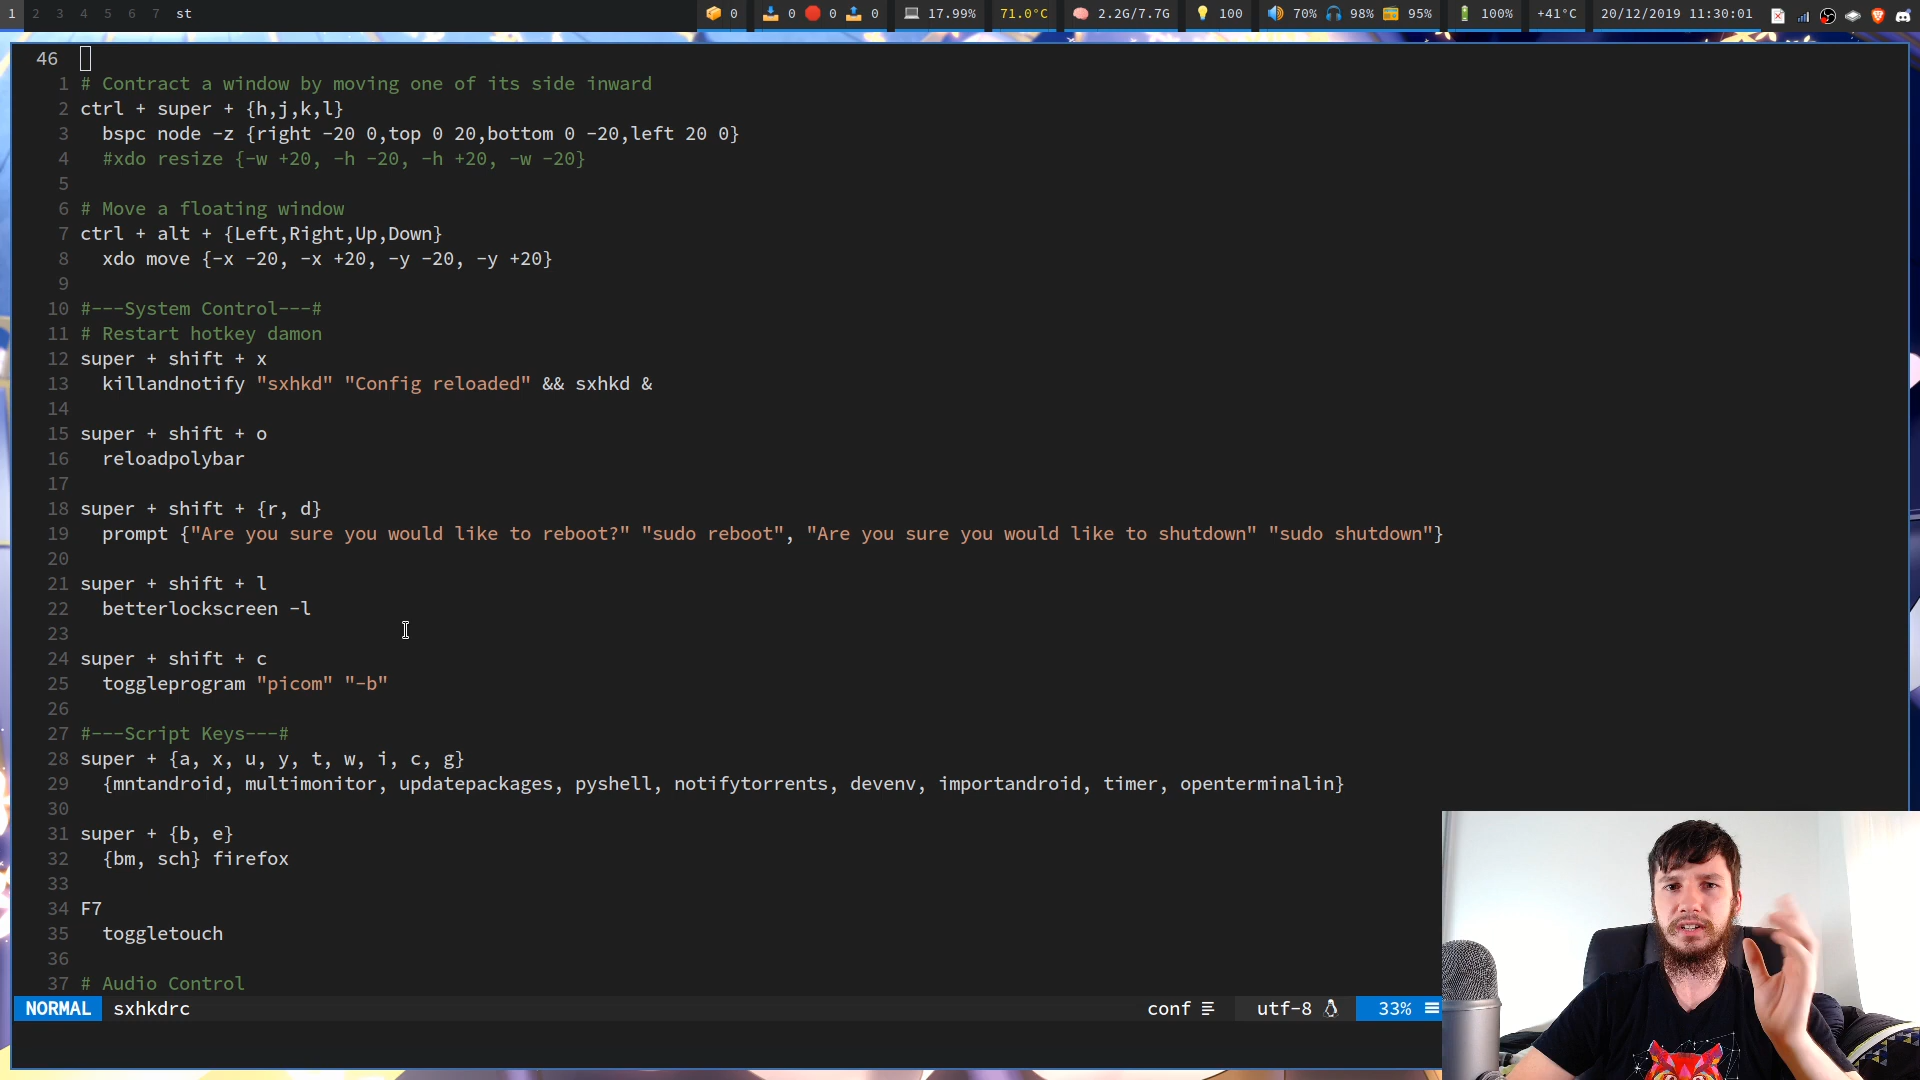 1 2 3 4 5 6 7 st 0 0 0 0 17.99% 71.0°C 2.2G/7.7G 100 70% 98% 95% 100% +41°C 20/12/2019 11:30:01
46
1 # Contract a window by moving one of its side inward
2 ctrl + super + {h,j,k,l}
3 bspc node -z {right -20 0,top 0 20,bottom 0 -20,left 20 0}
4 #xdo resize {-w +20, -h -20, -h +20, -w -20}
5
6 # Move a floating window
7 ctrl + alt + {Left,Right,Up,Down}
8 xdo move {-x -20, -x +20, -y -20, -y +20}
9
10 #---System Control---#
11 # Restart hotkey damon
12 super + shift + x
13 killandnotify "sxhkd" "Config reloaded" && sxhkd &
14
15 super + shift + o
16 reloadpolybar
17
18 super + shift + {r, d}
19 prompt {"Are you sure you would like to reboot?" "sudo reboot", "Are you sure you would like to shutdown" "sudo shutdown"}
20
21 super + shift + l
22 betterlockscreen -l
23
24 super + shift + c
25 toggleprogram "picom" "-b"
26
27 #---Script Keys---#
28 super + {a, x, u, y, t, w, i, c, g}
29 {mntandroid, multimonitor, updatepackages, pyshell, notifytorrents, devenv, importandroid, timer, openterminalin}
30
31 super + {b, e}
32 {bm, sch} firefox
33
34 F7
35 toggletouch
36
37 # Audio Control
NORMAL sxhkdrc conf utf-8 33%